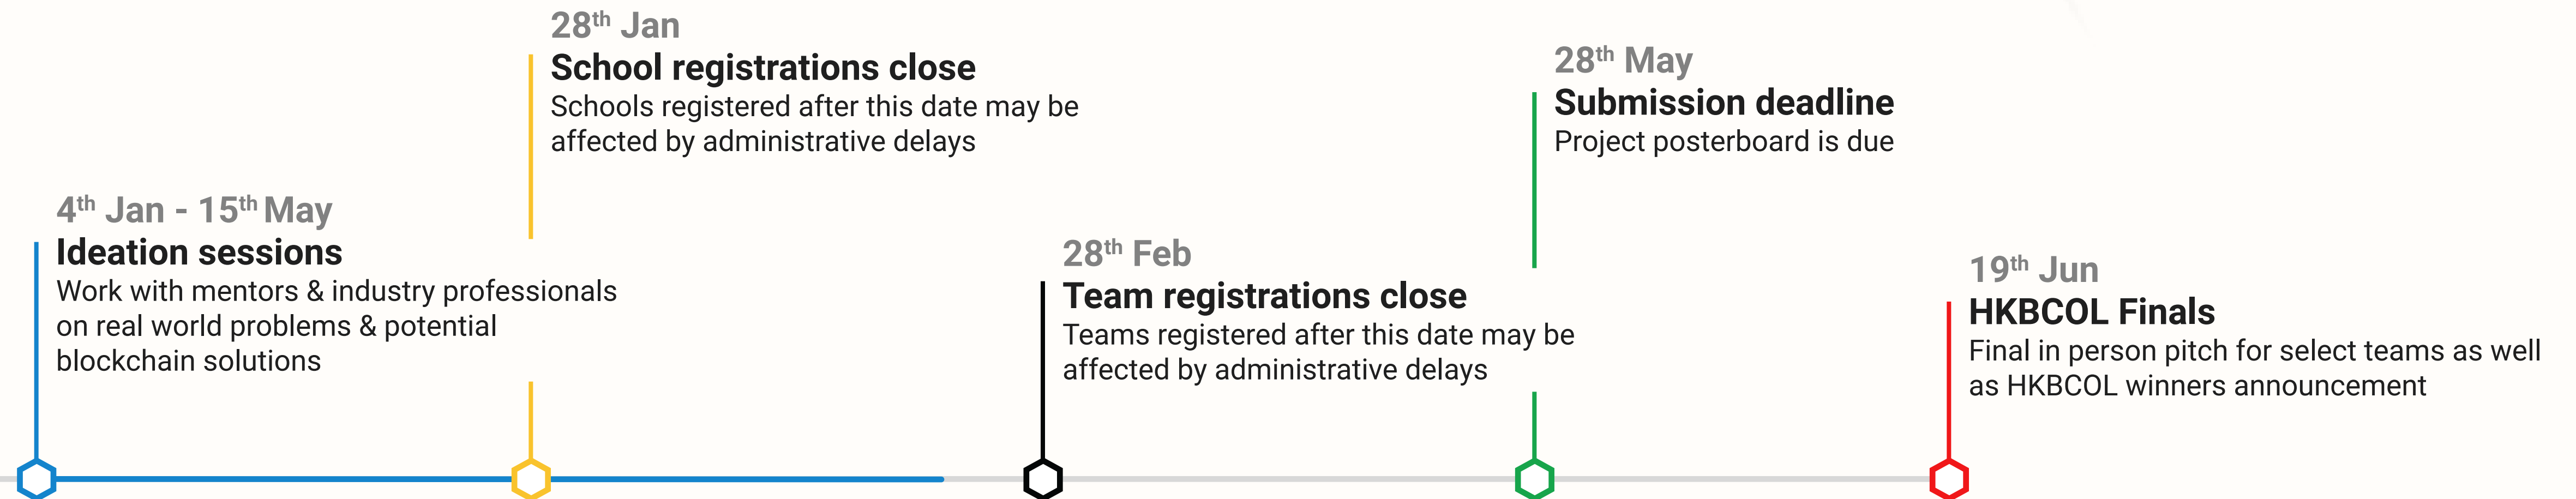 4th Jan - 15th May
Ideation sessions
Work with mentors & industry professionals
on real world problems & potential
blockchain solutions
28th Jan
School registrations close
Schools registered after this date may be
affected by administrative delays
28th Feb
Team registrations close
Teams registered after this date may be
affected by administrative delays
28th May
Submission deadline
Project posterboard is due
19th Jun
HKBCOL Finals
Final in person pitch for select teams as well
as HKBCOL winners announcement